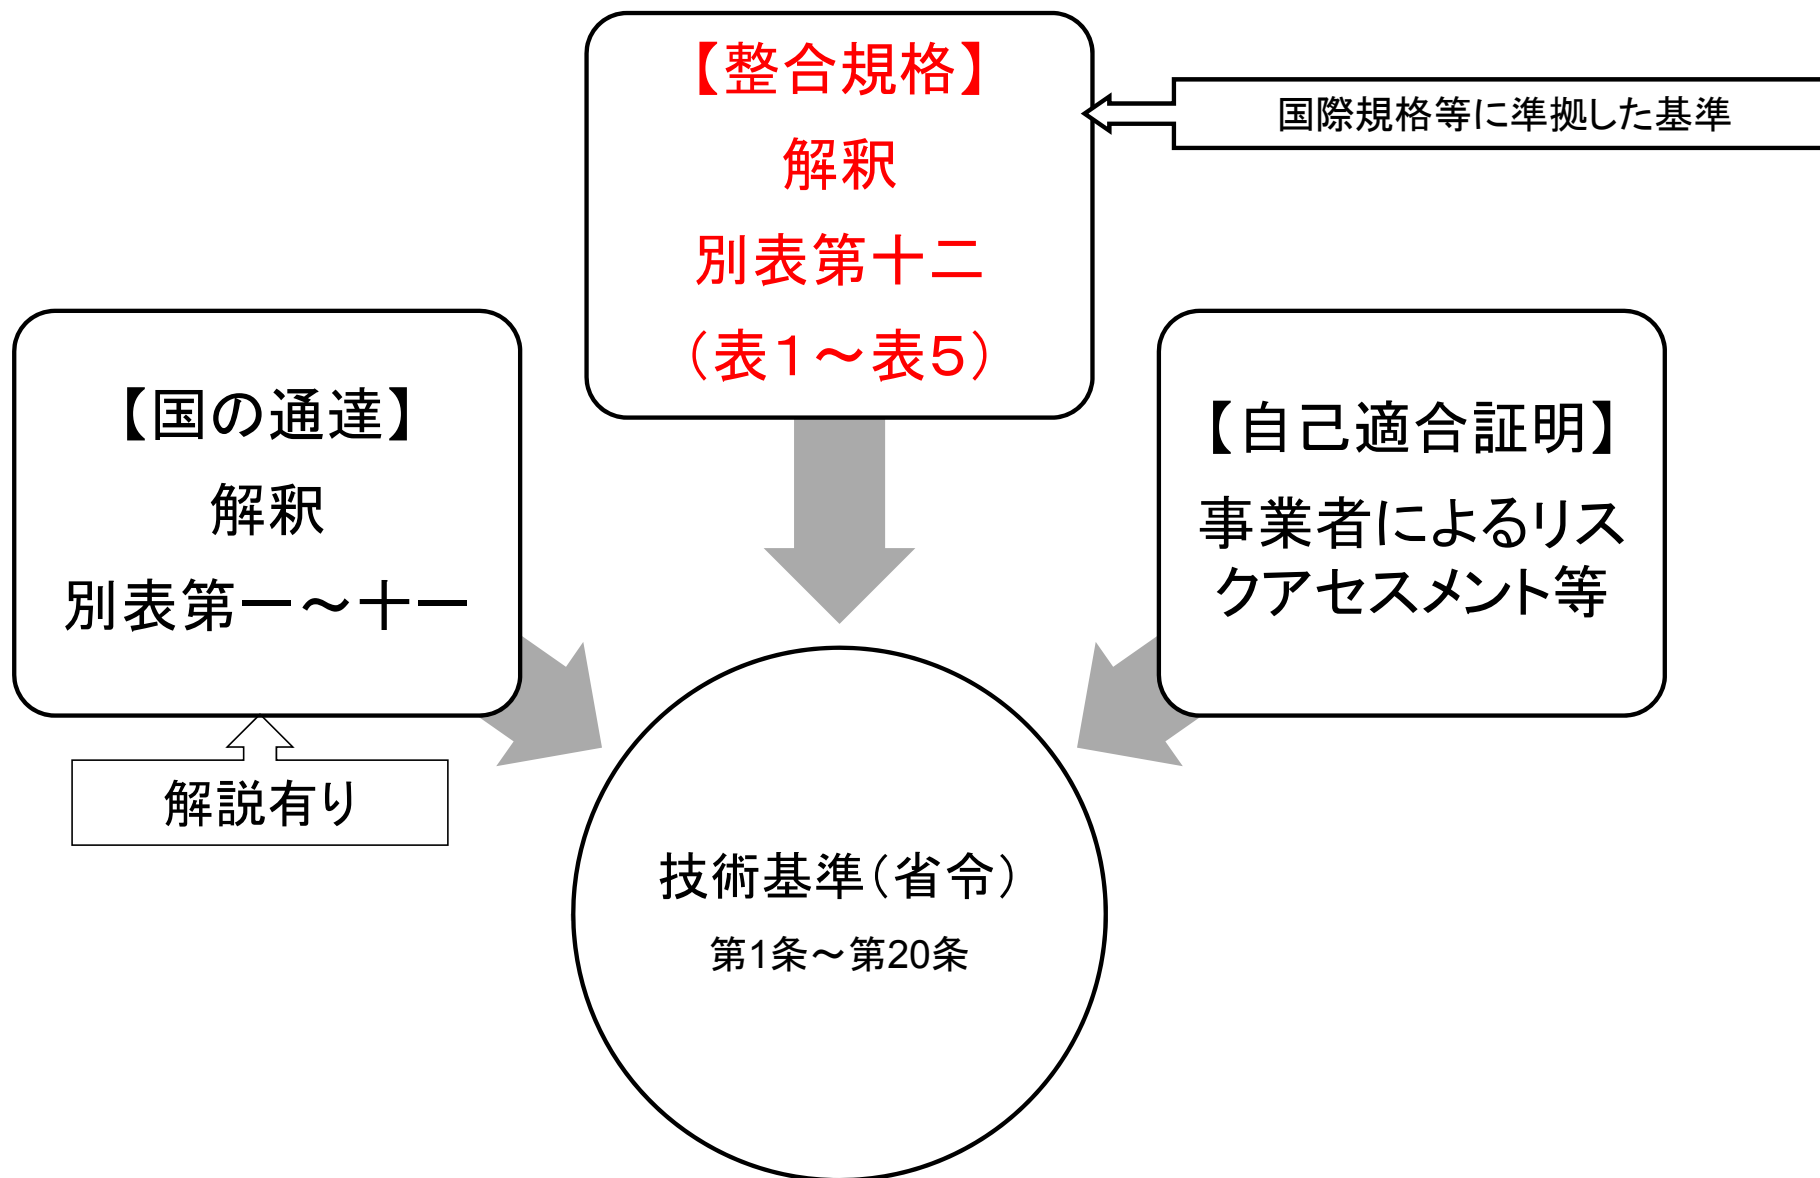 【整合規格】
解釈
別表第十二
（表１～表５）
国際規格等に準拠した基準
【国の通達】
解釈
別表第一～十一
解説有り
【自己適合証明】
事業者によるリス
クアセスメント等
技術基準（省令）
第1条～第20条